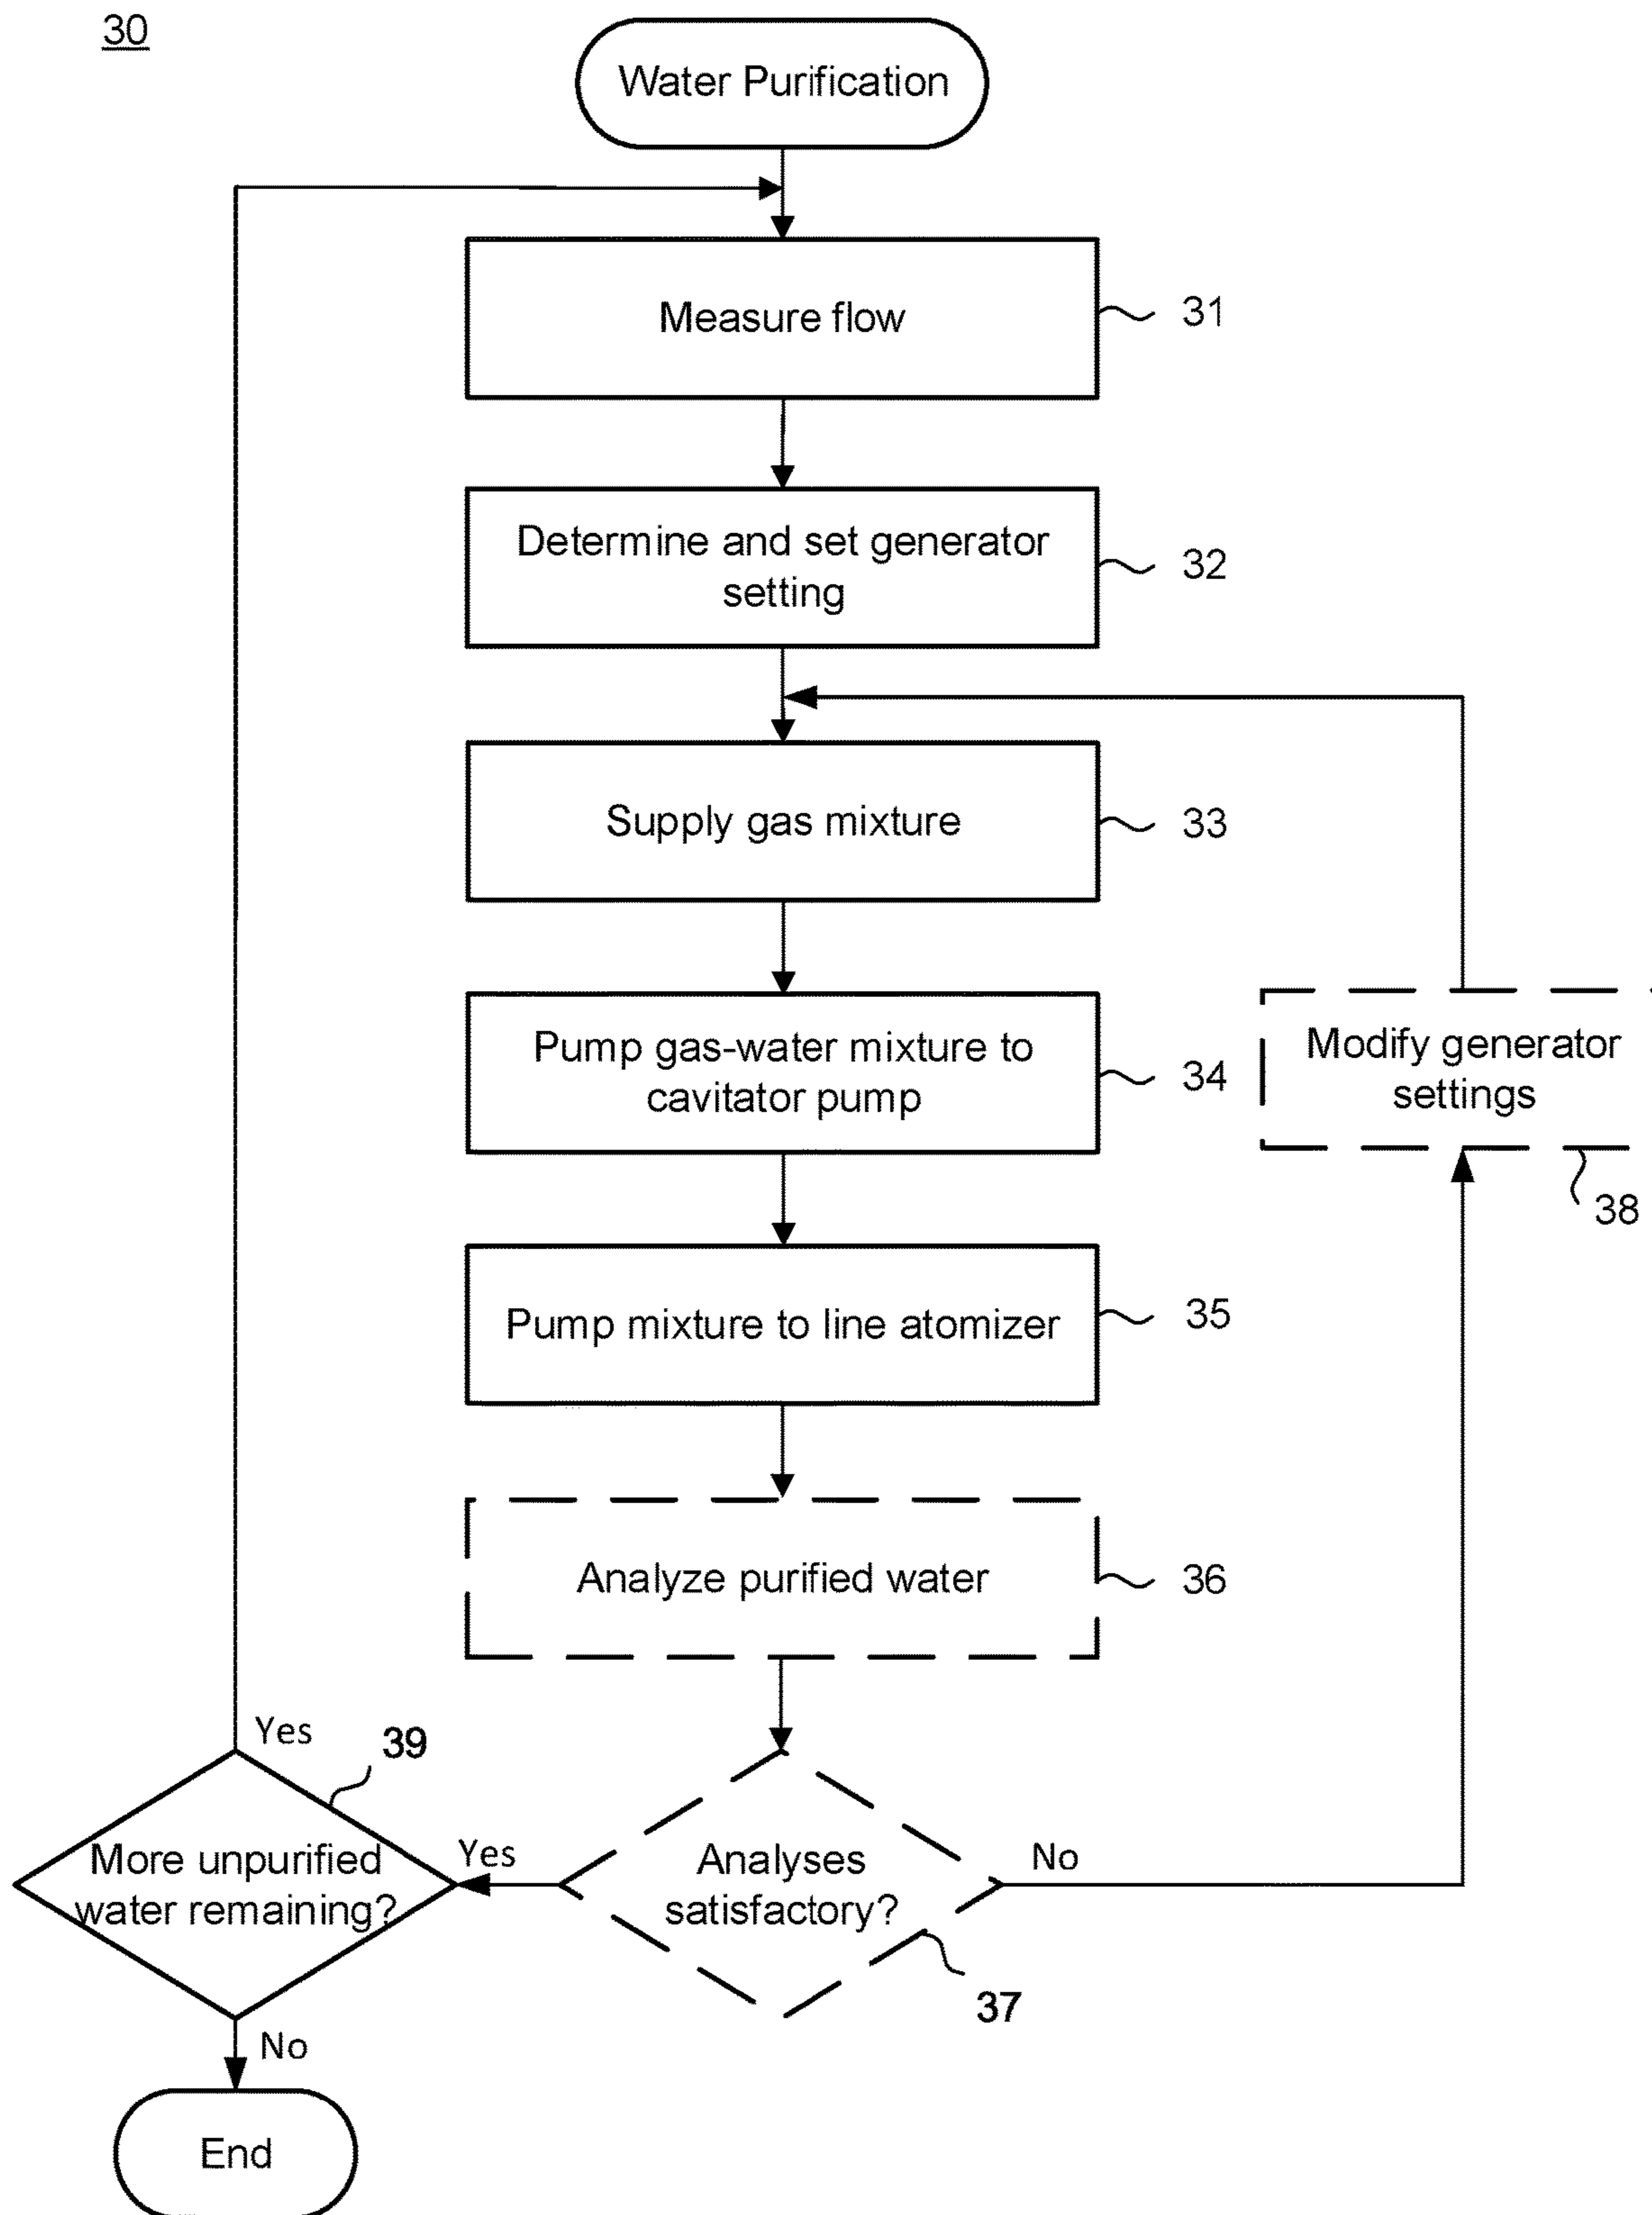 30
Water Purification
Measure flow
31
Determine and set generator
setting
32
Supply gas mixture
33
Pump gas-water mixture to
cavitator pump
34
Modify generator
settings
38
Pump mixture to line atomizer
35
Analyze purified water
36
Yes
39
More unpurified
water remaining?
Yes
Analyses
satisfactory?
No
37
No
End